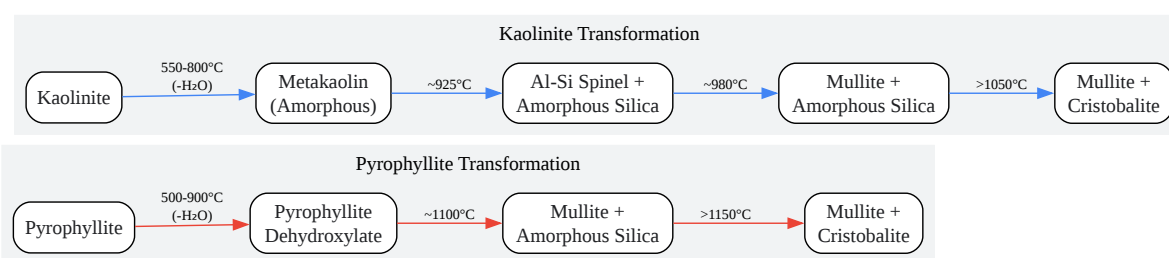 Kaolinite Transformation
Kaolinite
550-800°C
(-H₂O)
Metakaolin
(Amorphous)
~925°C
Al-Si Spinel +
Amorphous Silica
~980°C
Mullite +
Amorphous Silica
>1050°C
Mullite +
Cristobalite
Pyrophyllite Transformation
Pyrophyllite
500-900°C
(-H₂O)
Pyrophyllite
Dehydroxylate
~1100°C
Mullite +
Amorphous Silica
>1150°C
Mullite +
Cristobalite